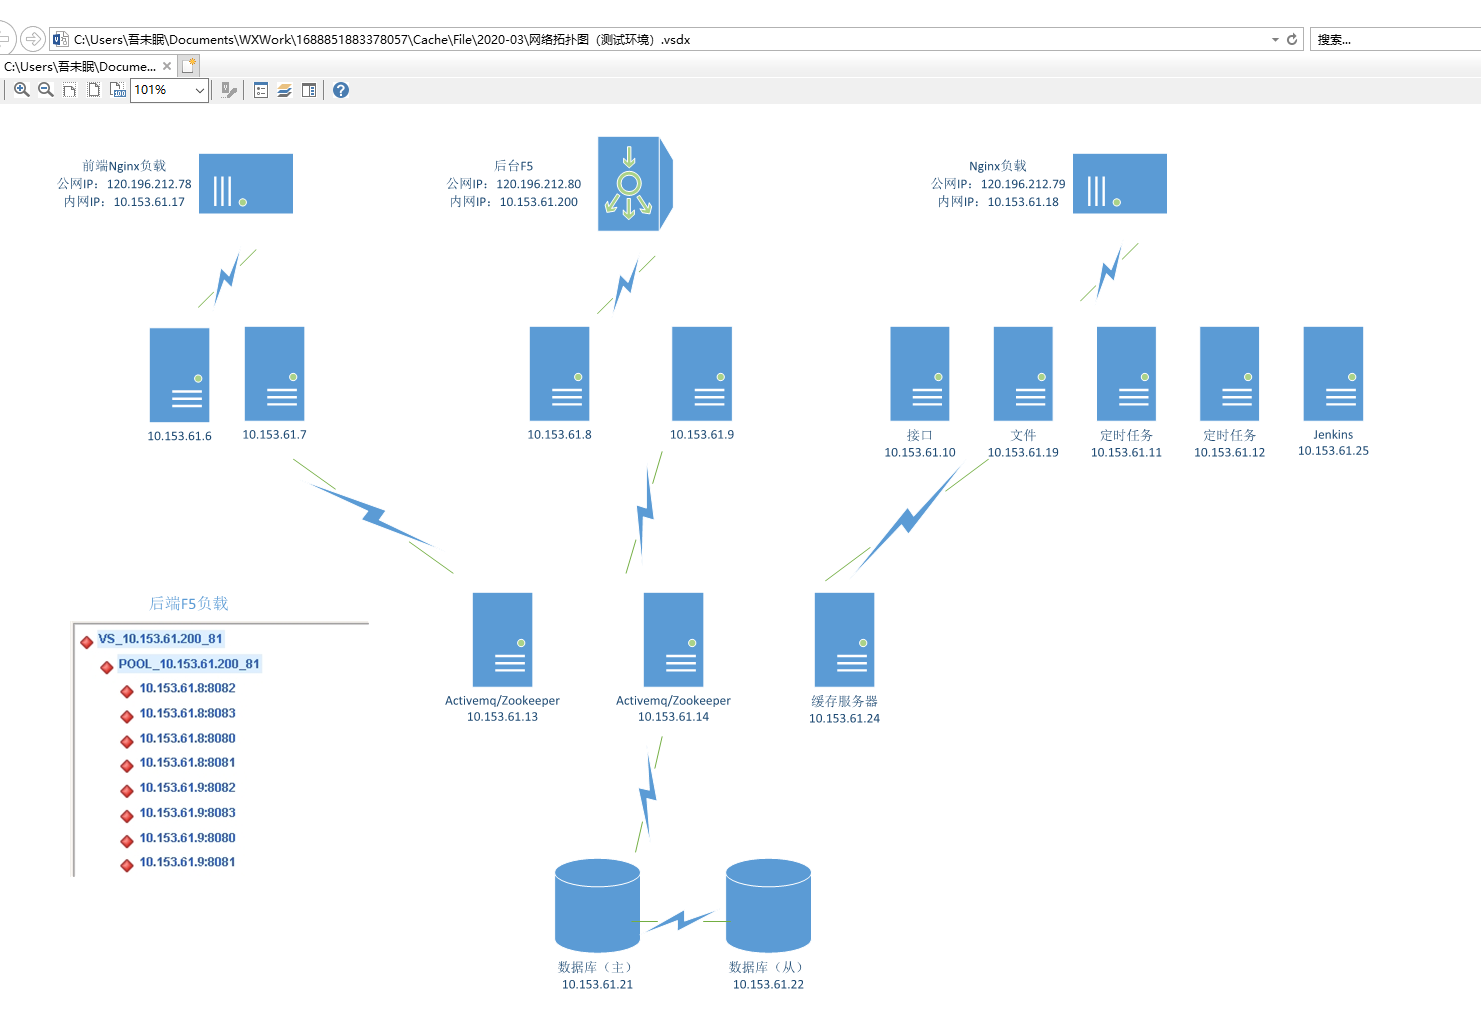 C:\Users\吾未眠\Documents\WXWork\1688851883378057\Cache\File\2020-03\网络拓扑图（测试环境）.vsdx
搜索...
C:\Users\吾未眠\Docume...
101%
前端Nginx负载
公网IP：120.196.212.78
内网IP：10.153.61.17
后台F5
公网IP：120.196.212.80
内网IP：10.153.61.200
Nginx负载
公网IP：120.196.212.79
内网IP：10.153.61.18
10.153.61.6
10.153.61.7
10.153.61.8
10.153.61.9
接口
10.153.61.10
文件
10.153.61.19
定时任务
10.153.61.11
定时任务
10.153.61.12
Jenkins
10.153.61.25
后端F5负载
VS_10.153.61.200_81
POOL_10.153.61.200_81
10.153.61.8:8082
10.153.61.8:8083
10.153.61.8:8080
10.153.61.8:8081
10.153.61.9:8082
10.153.61.9:8083
10.153.61.9:8080
10.153.61.9:8081
Activemq/Zookeeper
10.153.61.13
Activemq/Zookeeper
10.153.61.14
缓存服务器
10.153.61.24
数据库（主）
10.153.61.21
数据库（从）
10.153.61.22